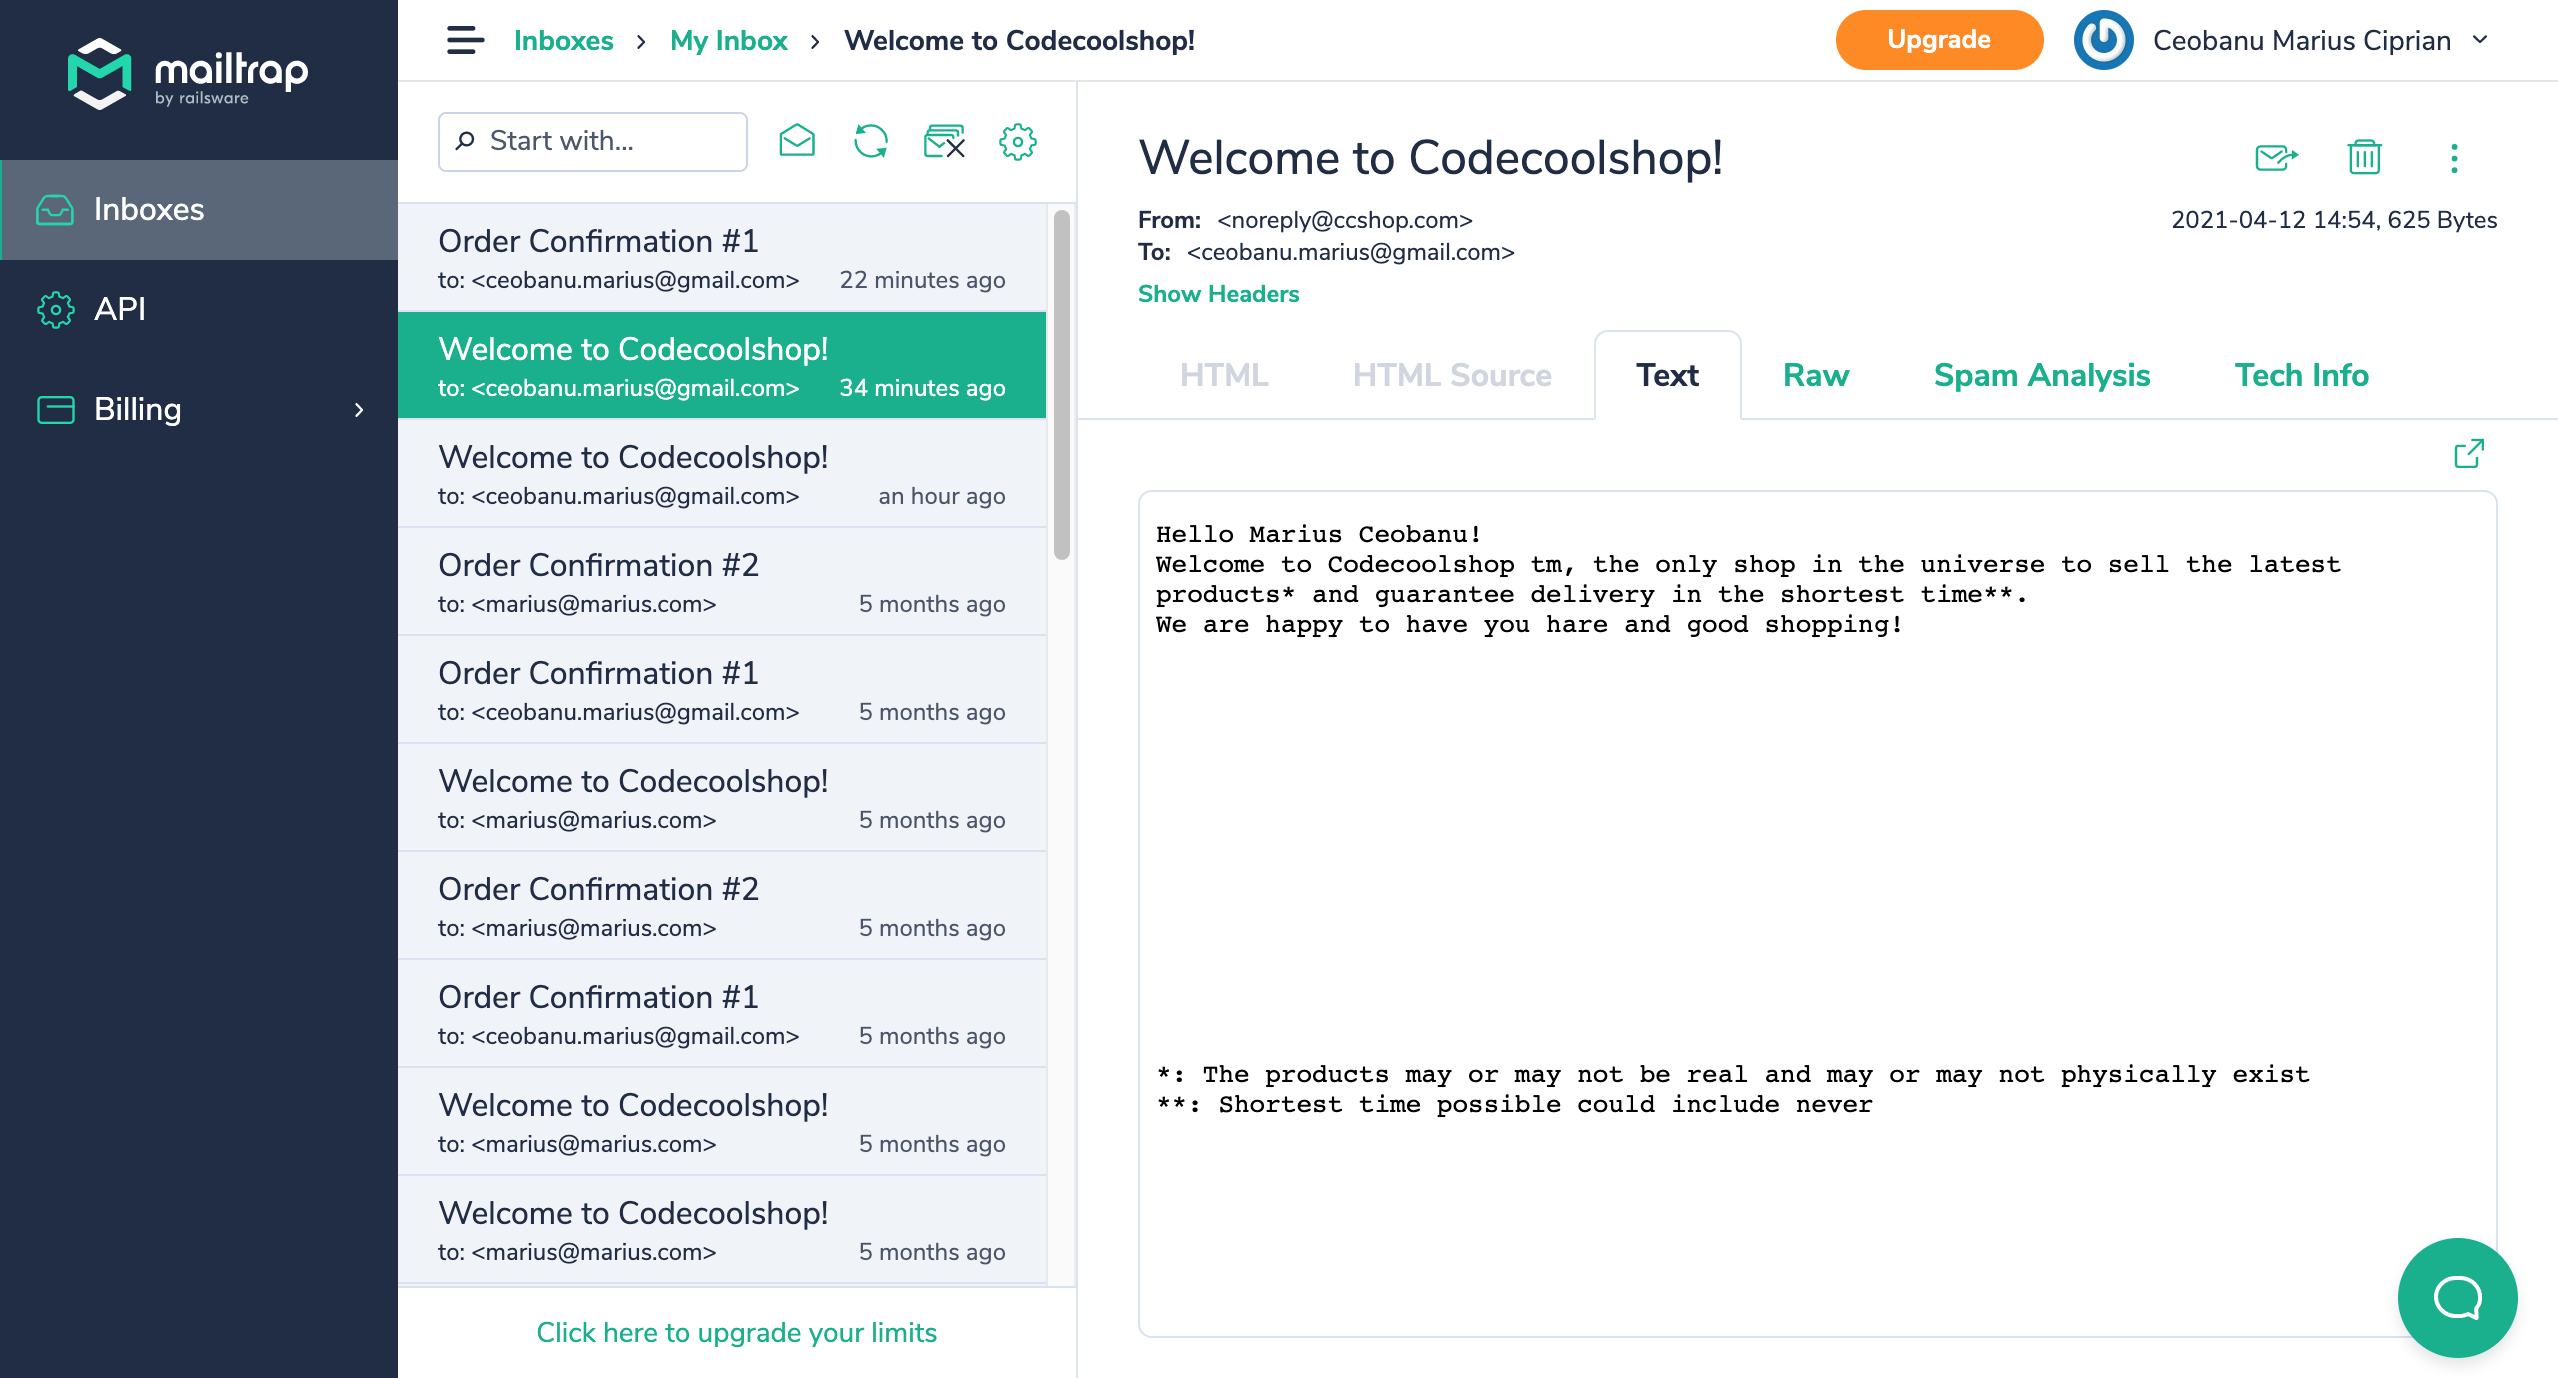 mailtrap
by railsware
Inboxes
API
Billing
Inboxes > My Inbox > Welcome to Codecoolshop!
Upgrade
Ceobanu Marius Ciprian
Start with...
Order Confirmation #1
to: <ceobanu.marius@gmail.com> 22 minutes ago
Welcome to Codecoolshop!
to: <ceobanu.marius@gmail.com> 34 minutes ago
Welcome to Codecoolshop!
to: <ceobanu.marius@gmail.com> an hour ago
Order Confirmation #2
to: <marius@marius.com> 5 months ago
Order Confirmation #1
to: <ceobanu.marius@gmail.com> 5 months ago
Welcome to Codecoolshop!
to: <marius@marius.com> 5 months ago
Order Confirmation #2
to: <marius@marius.com> 5 months ago
Order Confirmation #1
to: <ceobanu.marius@gmail.com> 5 months ago
Welcome to Codecoolshop!
to: <marius@marius.com> 5 months ago
Welcome to Codecoolshop!
to: <marius@marius.com> 5 months ago
Click here to upgrade your limits
Welcome to Codecoolshop!
From: <noreply@ccshop.com>
2021-04-12 14:54, 625 Bytes
To: <ceobanu.marius@gmail.com>
Show Headers
HTML HTML Source Text Raw Spam Analysis Tech Info
Hello Marius Ceobanu!
Welcome to Codecoolshop tm, the only shop in the universe to sell the latest
products* and guarantee delivery in the shortest time**.
We are happy to have you hare and good shopping!
*: The products may or may not be real and may or may not physically exist
**: Shortest time possible could include never